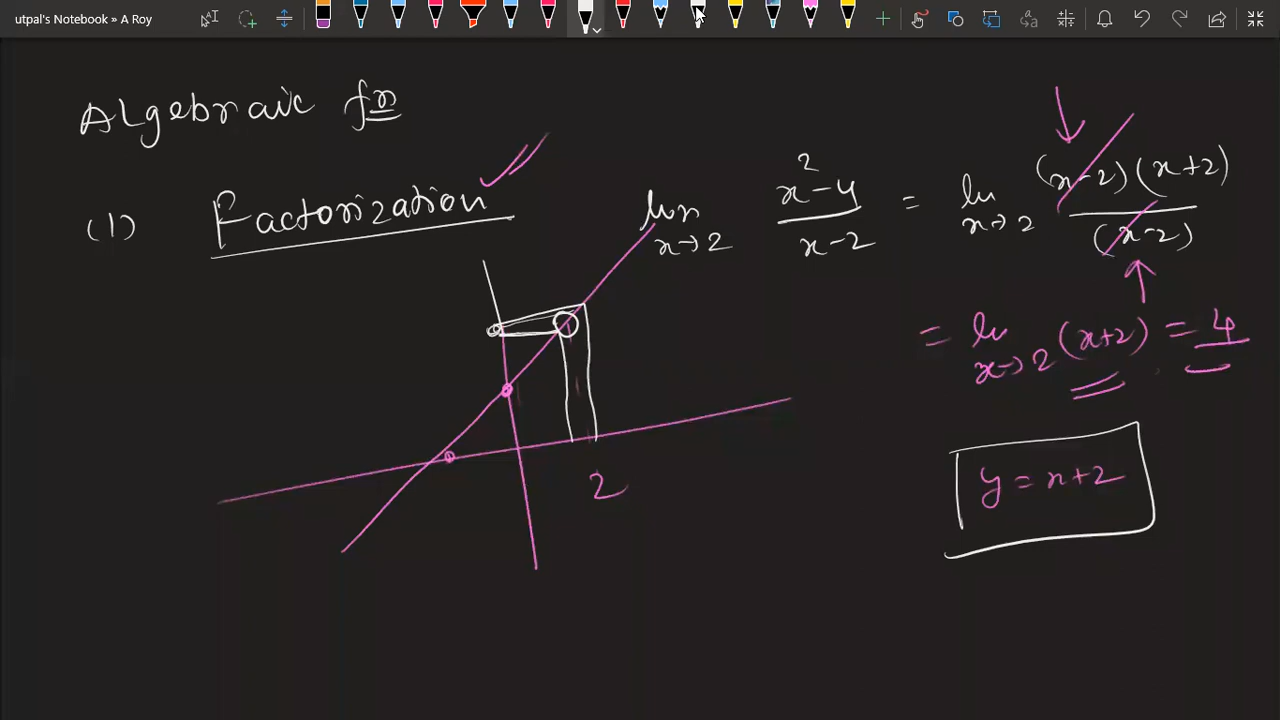 utpal's Notebook » A Roy
Algebraic fn
(1) Factorization
lim x→2 x²-4 / x-2 = lim x→2 (x-2)(x+2) / (x-2)
= lim x→2 (x+2) = 4
y = x+2
2